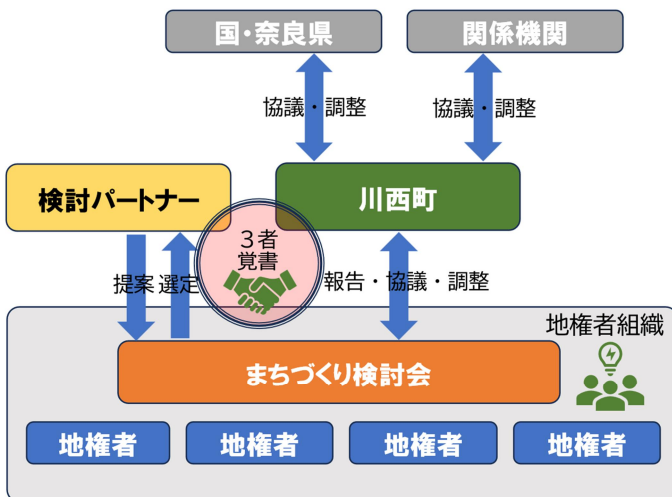 国・奈良県
関係機関
協議・調整
協議・調整
検討パートナー
川西町
3者
覚書
提案
選定
報告・協議・調整
地権者組織
まちづくり検討会
地権者
地権者
地権者
地権者